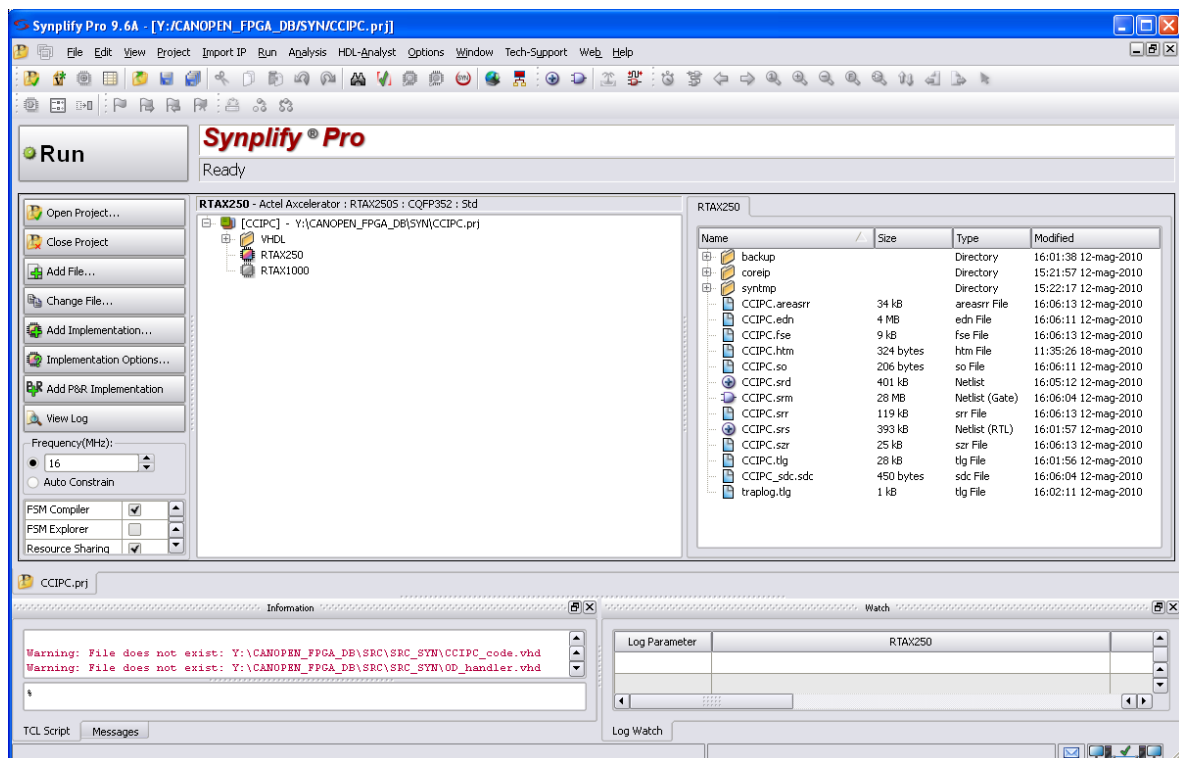 Synplify Pro 9.6A - [Y:/CANOPEN_FPGA_DB/SYN/CCIPC.prj]
File Edit View Project Import IP Run Analysis HDL-Analyst Options Window Tech-Support Web Help
Run
Synplify ® Pro
Ready
Open Project...
Close Project
Add File...
Change File...
Add Implementation...
Implementation Options...
P&R Add P&R Implementation
View Log
Frequency(MHz):
16
Auto Constrain
FSM Compiler
FSM Explorer
Resource Sharing
RTAX250 - Actel Axcelerator : RTAX250S : CQFP352 : Std
[CCIPC] - Y:\CANOPEN_FPGA_DB\SYN\CCIPC.prj
VHDL
RTAX250
RTAX1000
RTAX250
Name Size Type Modified
backup Directory 16:01:38 12-mag-2010
coreip Directory 15:21:57 12-mag-2010
syntmp Directory 15:22:17 12-mag-2010
CCIPC.areasrr 34 kB areasrr File 16:06:13 12-mag-2010
CCIPC.edn 4 MB edn File 16:06:11 12-mag-2010
CCIPC.fse 9 kB fse File 16:06:13 12-mag-2010
CCIPC.htm 324 bytes htm File 11:35:26 18-mag-2010
CCIPC.so 206 bytes so File 16:06:11 12-mag-2010
CCIPC.srd 401 kB Netlist 16:05:12 12-mag-2010
CCIPC.srm 28 MB Netlist (Gate) 16:06:04 12-mag-2010
CCIPC.srr 119 kB srr File 16:06:13 12-mag-2010
CCIPC.srs 393 kB Netlist (RTL) 16:01:57 12-mag-2010
CCIPC.szr 25 kB szr File 16:06:13 12-mag-2010
CCIPC.tlg 28 kB tlg File 16:01:56 12-mag-2010
CCIPC_sdc.sdc 450 bytes sdc File 16:06:04 12-mag-2010
traplog.tlg 1 kB tlg File 16:02:11 12-mag-2010
CCIPC.prj
Information
Warning: File does not exist: Y:\CANOPEN_FPGA_DB\SRC\SRC_SYN\CCIPC_code.vhd
Warning: File does not exist: Y:\CANOPEN_FPGA_DB\SRC\SRC_SYN\OD_handler.vhd
%
TCL Script Messages
Watch
Log Parameter RTAX250
Log Watch